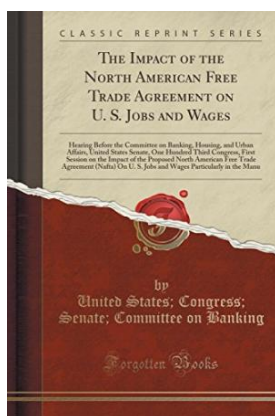 CLASSIC REPRINT SERIES
THE IMPACT OF THE
NORTH AMERICAN FREE
TRADE AGREEMENT ON
U. S. JOBS AND WAGES
Hearing Before the Committee on Banking, Housing, and Urban
Affairs, United States Senate, One Hundred Third Congress, First
Session on the Impact of the Proposed North American Free Trade
Agreement (Nafta) On U. S. Jobs and Wages Particularly in the Manu
by
United States; Congress;
Senate; Committee on Banking
Forgotten Books